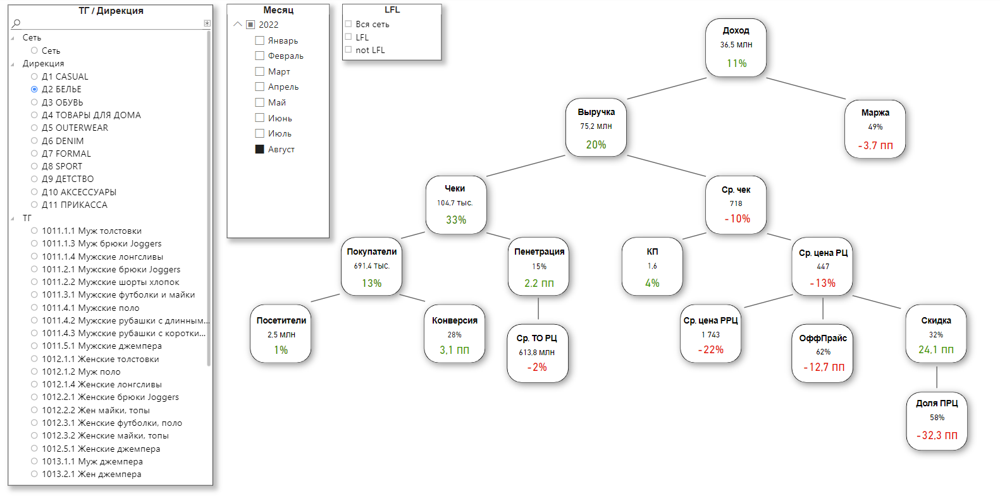 ТГ / Дирекция
Сеть
Сеть
Дирекция
Д1 CASUAL
Д2 БЕЛЬЕ
Д3 ОБУВЬ
Д4 ТОВАРЫ ДЛЯ ДОМА
Д5 OUTERWEAR
Д6 DENIM
Д7 FORMAL
Д8 SPORT
Д9 ДЕТСТВО
Д10 АКСЕССУАРЫ
Д11 ПРИКАССА
ТГ
1011.1.1 Муж толстовки
1011.1.3 Муж брюки Joggers
1011.1.4 Мужские лонгсливы
1011.2.1 Мужские брюки Joggers
1011.2.2 Мужские шорты хлопок
1011.3.1 Мужские футболки и майки
1011.4.1 Мужские поло
1011.4.2 Мужские рубашки с длинным...
1011.4.3 Мужские рубашки с коротки...
1011.5.1 Мужские джемпера
1012.1.1 Женские толстовки
1012.1.2 Муж поло
1012.1.4 Женские лонгсливы
1012.2.1 Женские брюки Joggers
1012.2.2 Жен майки, топы
1012.3.1 Женские футболки, поло
1012.3.2 Женские майки, топы
1012.5.1 Женские джемпера
1013.1.1 Муж джемпера
1013.2.1 Жен джемпера
Месяц
2022
Январь
Февраль
Март
Апрель
Май
Июнь
Июль
Август
LFL
Вся сеть
LFL
not LFL
Доход
36,5 млн
11%
Выручка
75,2 млн
20%
Маржа
49%
-3.7 пп
Чеки
104,7 тыс.
33%
Ср. чек
718
-10%
Покупатели
691,4 тыс.
13%
Пенетрация
15%
2.2 пп
КП
1,6
4%
Ср. цена РЦ
447
-13%
Посетители
2,5 млн
1%
Конверсия
28%
3,1 пп
Ср. ТО РЦ
613,8 млн
-2%
Ср. цена РРЦ
1 743
-22%
ОффПрайс
62%
-12,7 пп
Скидка
32%
24,1 пп
Доля ПРЦ
58%
-32,3 пп